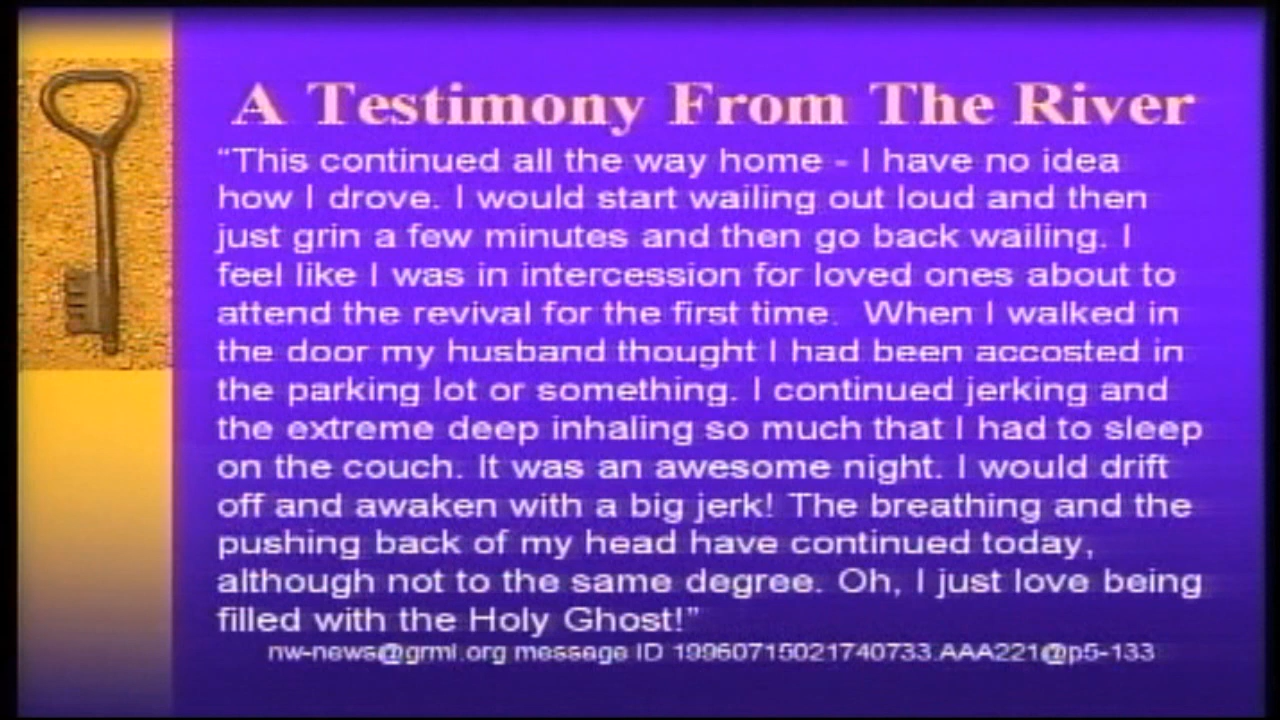 A Testimony From The River
“This continued all the way home - I have no idea
how I drove. I would start wailing out loud and then
just grin a few minutes and then go back wailing. I
feel like I was in intercession for loved ones about to
attend the revival for the first time.  When I walked in
the door my husband thought I had been accosted in
the parking lot or something. I continued jerking and
the extreme deep inhaling so much that I had to sleep
on the couch. It was an awesome night. I would drift
off and awaken with a big jerk! The breathing and the
pushing back of my head have continued today,
although not to the same degree. Oh, I just love being
filled with the Holy Ghost!”
nw-news@grmi.org message ID 19960715021740733.AAA221@p5-133